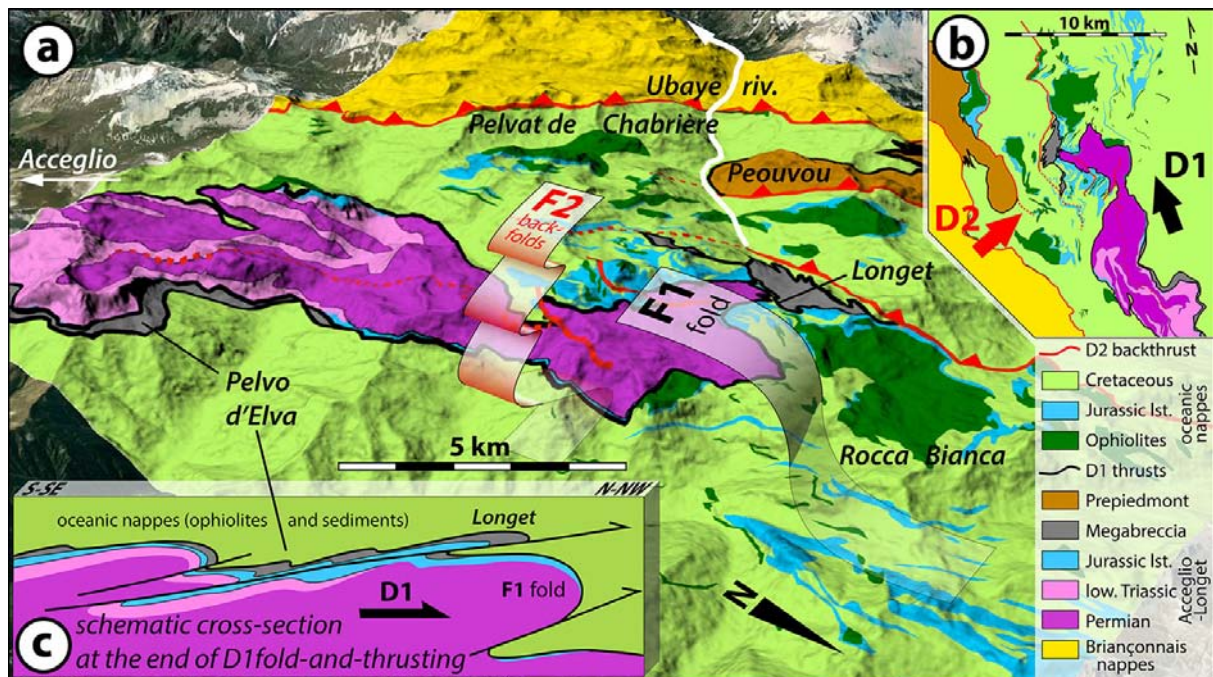 a
Ubaye riv.
Pelvat de Chabrière
Acceglio
Peouvou
F2
back-
folds
Longet
F1
fold
Pelvo
d'Elva
5 km
Rocca Bianca
N
b
10 km
N
D1
D2
D2 backthrust
Cretaceous
Jurassic lst.
Ophiolites
oceanic
nappes
D1 thrusts
Prepiedmont
Megabreccia
Jurassic lst.
low. Triassic
Permian
Acceglio
-Longet
Briançonnais
nappes
S-SE
N-NW
oceanic nappes (ophiolites and sediments)
Longet
D1
F1 fold
c
schematic cross-section
at the end of D1fold-and-thrusting